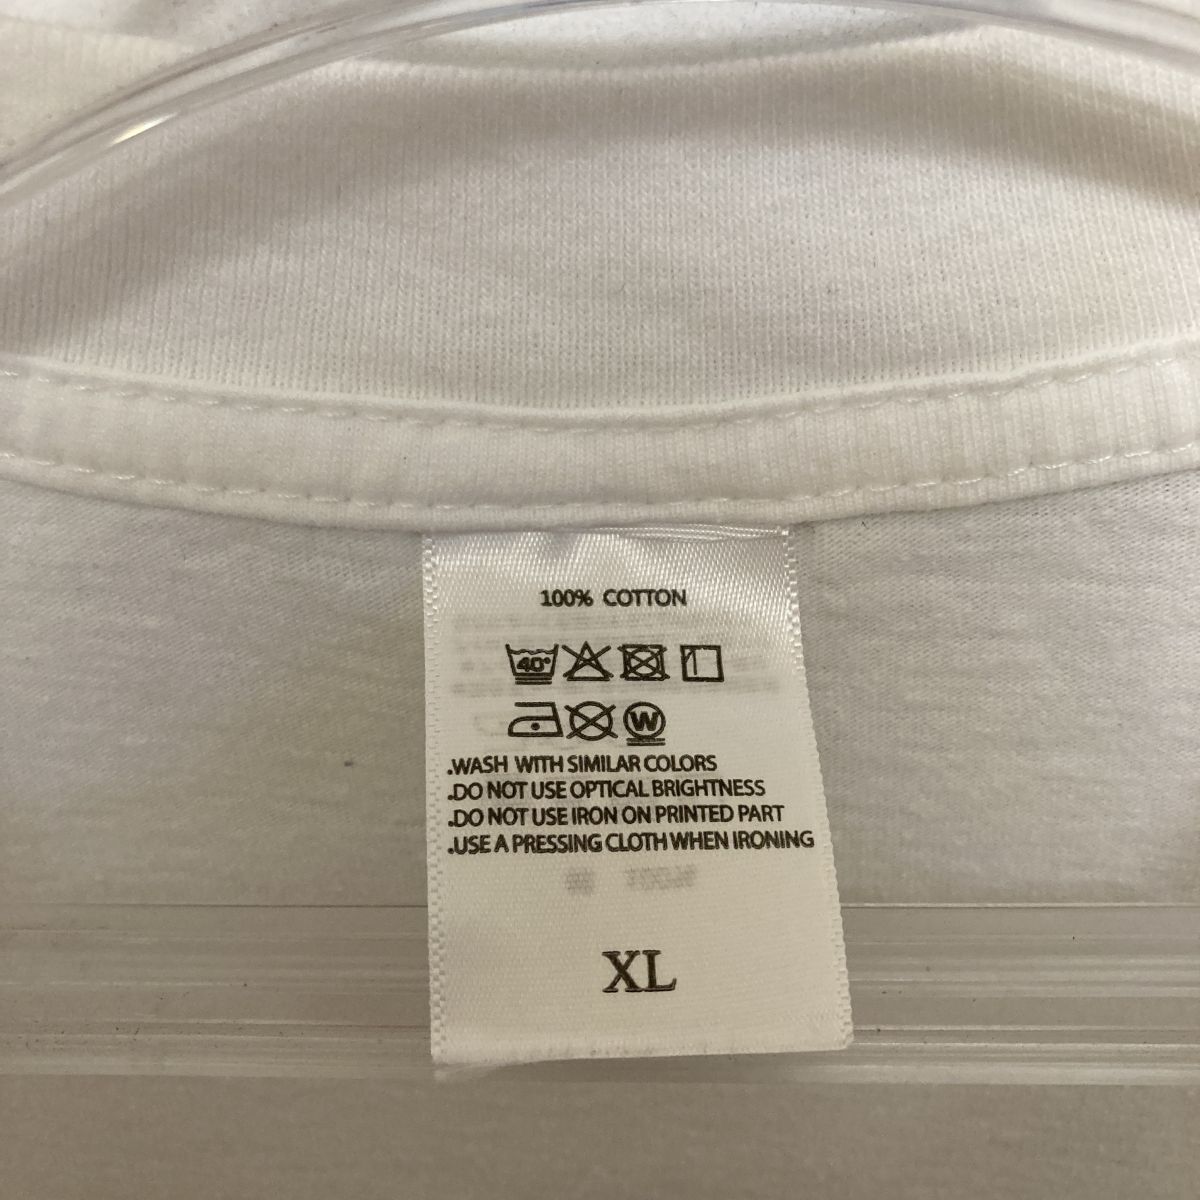 100% COTTON
40°
W
.WASH WITH SIMILAR COLORS
.DO NOT USE OPTICAL BRIGHTNESS
.DO NOT USE IRON ON PRINTED PART
.USE A PRESSING CLOTH WHEN IRONING
XL